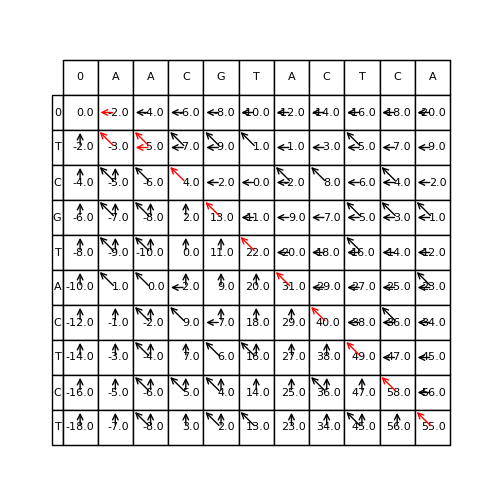 0 A A C G T A C T C A
0 0.0 -2.0 -4.0 -6.0 -8.0 -10.0 -12.0 -14.0 -16.0 -18.0 -20.0
T -2.0 -3.0 -5.0 -7.0 -9.0 1.0 -1.0 -3.0 -5.0 -7.0 -9.0
C -4.0 -5.0 -6.0 4.0 2.0 0.0 -2.0 8.0 6.0 4.0 2.0
G -6.0 -7.0 -8.0 2.0 13.0 11.0 9.0 7.0 5.0 3.0 1.0
T -8.0 -9.0 -10.0 0.0 11.0 22.0 20.0 18.0 16.0 14.0 12.0
A -10.0 1.0 0.0 -2.0 9.0 20.0 31.0 29.0 27.0 25.0 23.0
C -12.0 -1.0 -2.0 9.0 7.0 18.0 29.0 40.0 38.0 36.0 34.0
T -14.0 -3.0 -4.0 7.0 6.0 16.0 27.0 38.0 49.0 47.0 45.0
C -16.0 -5.0 -6.0 5.0 4.0 14.0 25.0 36.0 47.0 58.0 56.0
T -18.0 -7.0 -8.0 3.0 2.0 13.0 23.0 34.0 45.0 56.0 55.0